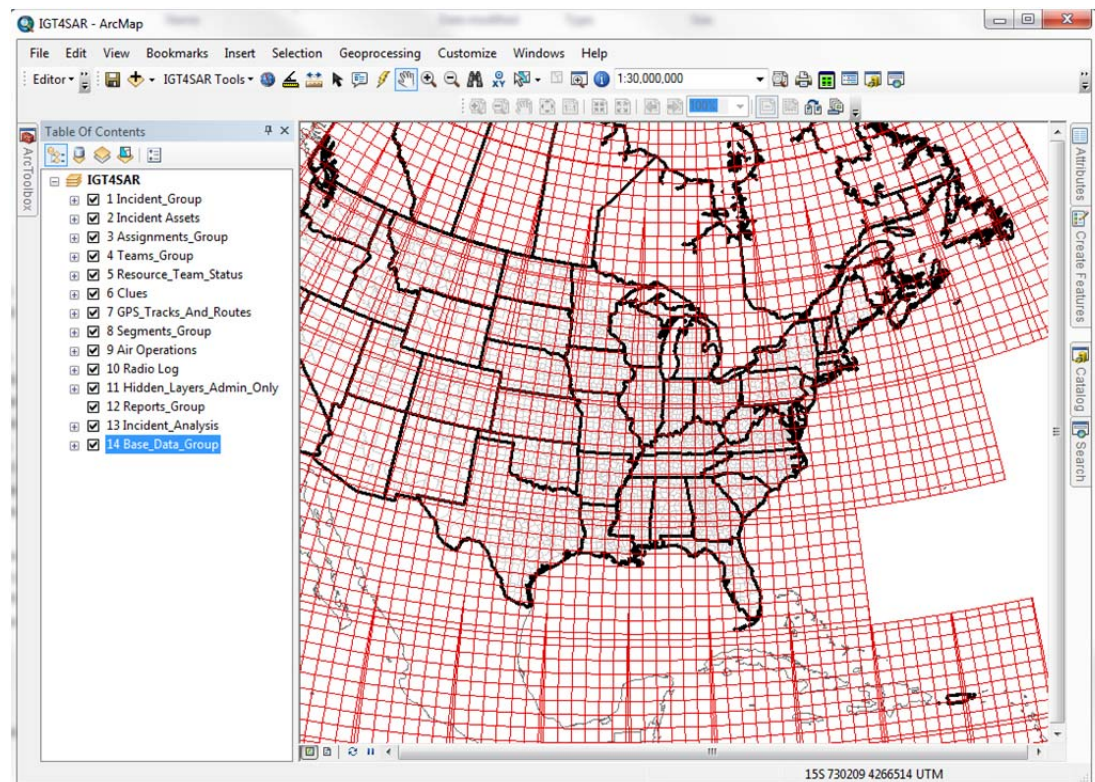 IGT4SAR - ArcMap
File Edit View Bookmarks Insert Selection Geoprocessing Customize Windows Help
Editor IGT4SAR Tools 1:30,000,000
100%
ArcToolbox
Table Of Contents
IGT4SAR
1 Incident_Group
2 Incident Assets
3 Assignments_Group
4 Teams_Group
5 Resource_Team_Status
6 Clues
7 GPS_Tracks_And_Routes
8 Segments_Group
9 Air Operations
10 Radio Log
11 Hidden_Layers_Admin_Only
12 Reports_Group
13 Incident_Analysis
14 Base_Data_Group
Attributes
Create Features
Catalog
Search
15S 730209 4266514 UTM